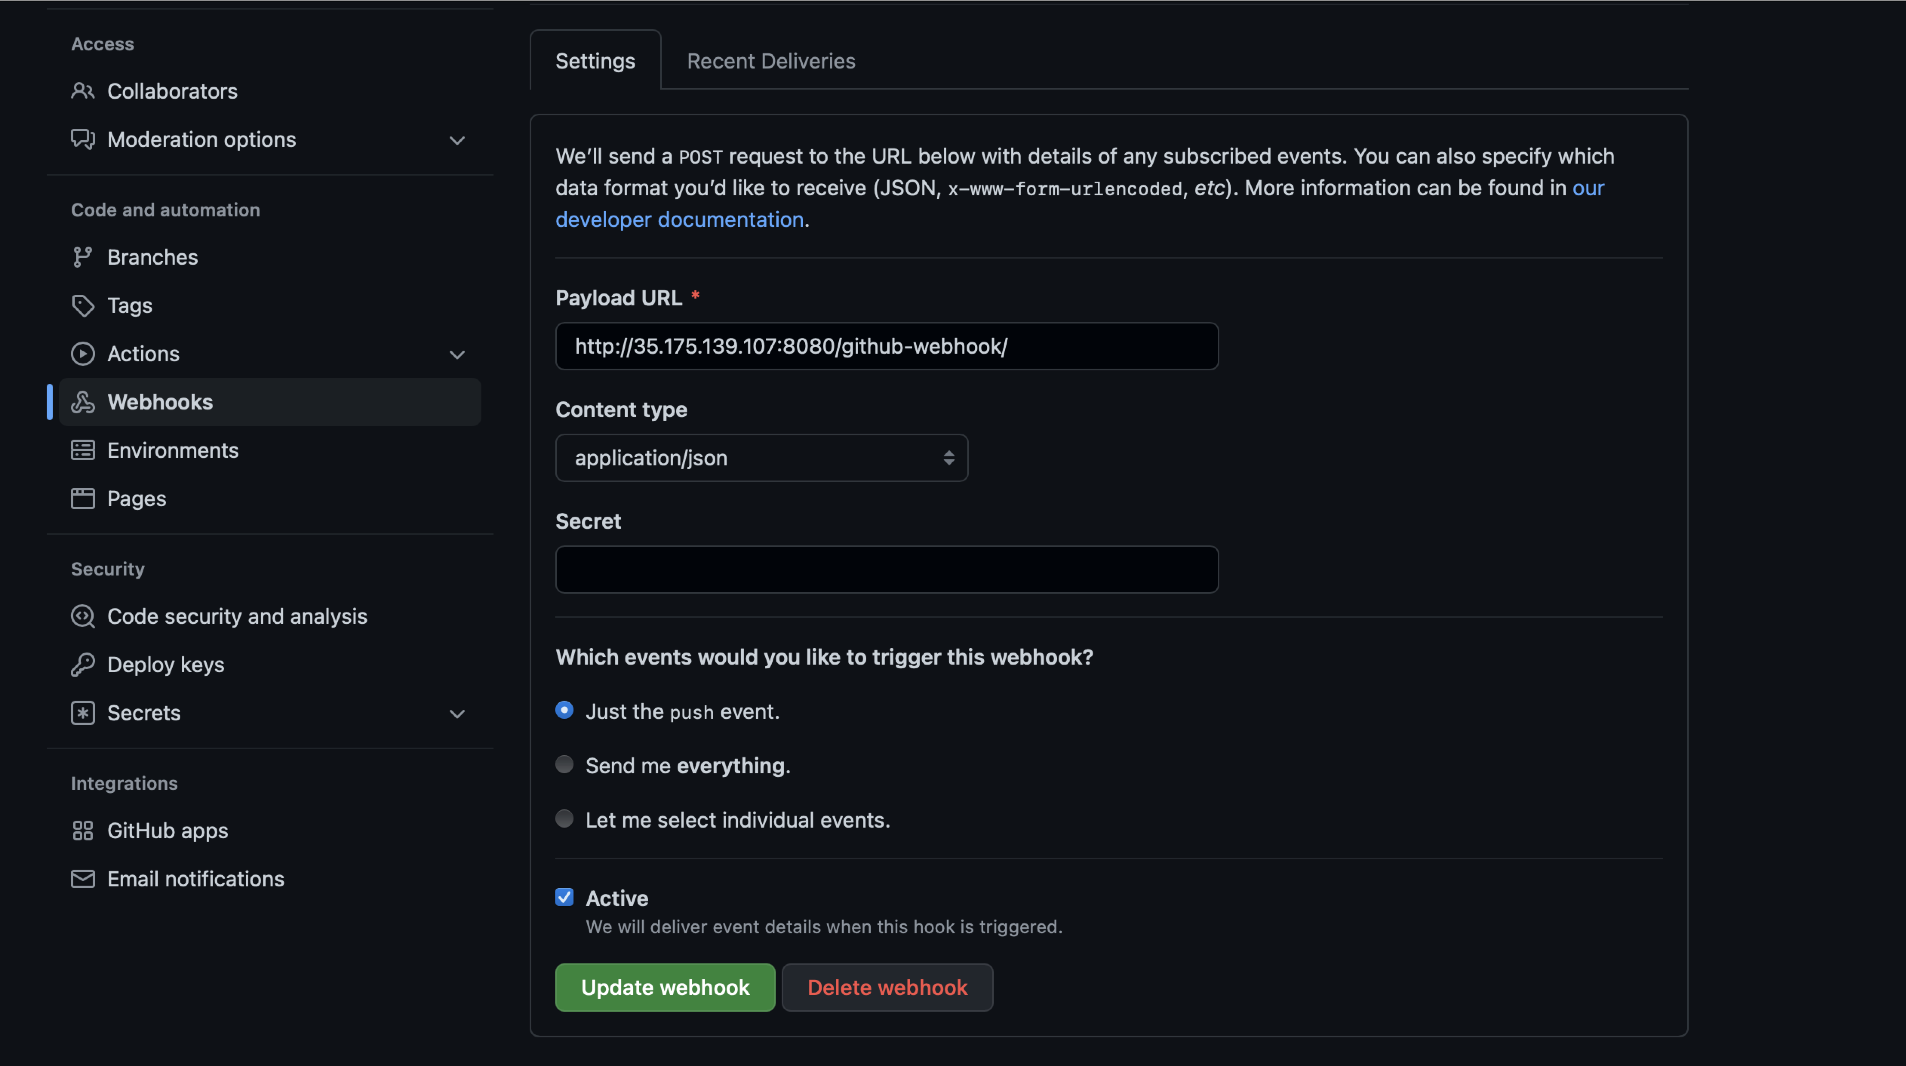 Access
Collaborators
Moderation options
Code and automation
Branches
Tags
Actions
Webhooks
Environments
Pages
Security
Code security and analysis
Deploy keys
Secrets
Integrations
GitHub apps
Email notifications
Settings
Recent Deliveries
We’ll send a POST request to the URL below with details of any subscribed events. You can also specify which
data format you’d like to receive (JSON, x-www-form-urlencoded, etc). More information can be found in our
developer documentation.
Payload URL *
http://35.175.139.107:8080/github-webhook/
Content type
application/json
Secret
Which events would you like to trigger this webhook?
Just the push event.
Send me everything.
Let me select individual events.
Active
We will deliver event details when this hook is triggered.
Update webhook
Delete webhook